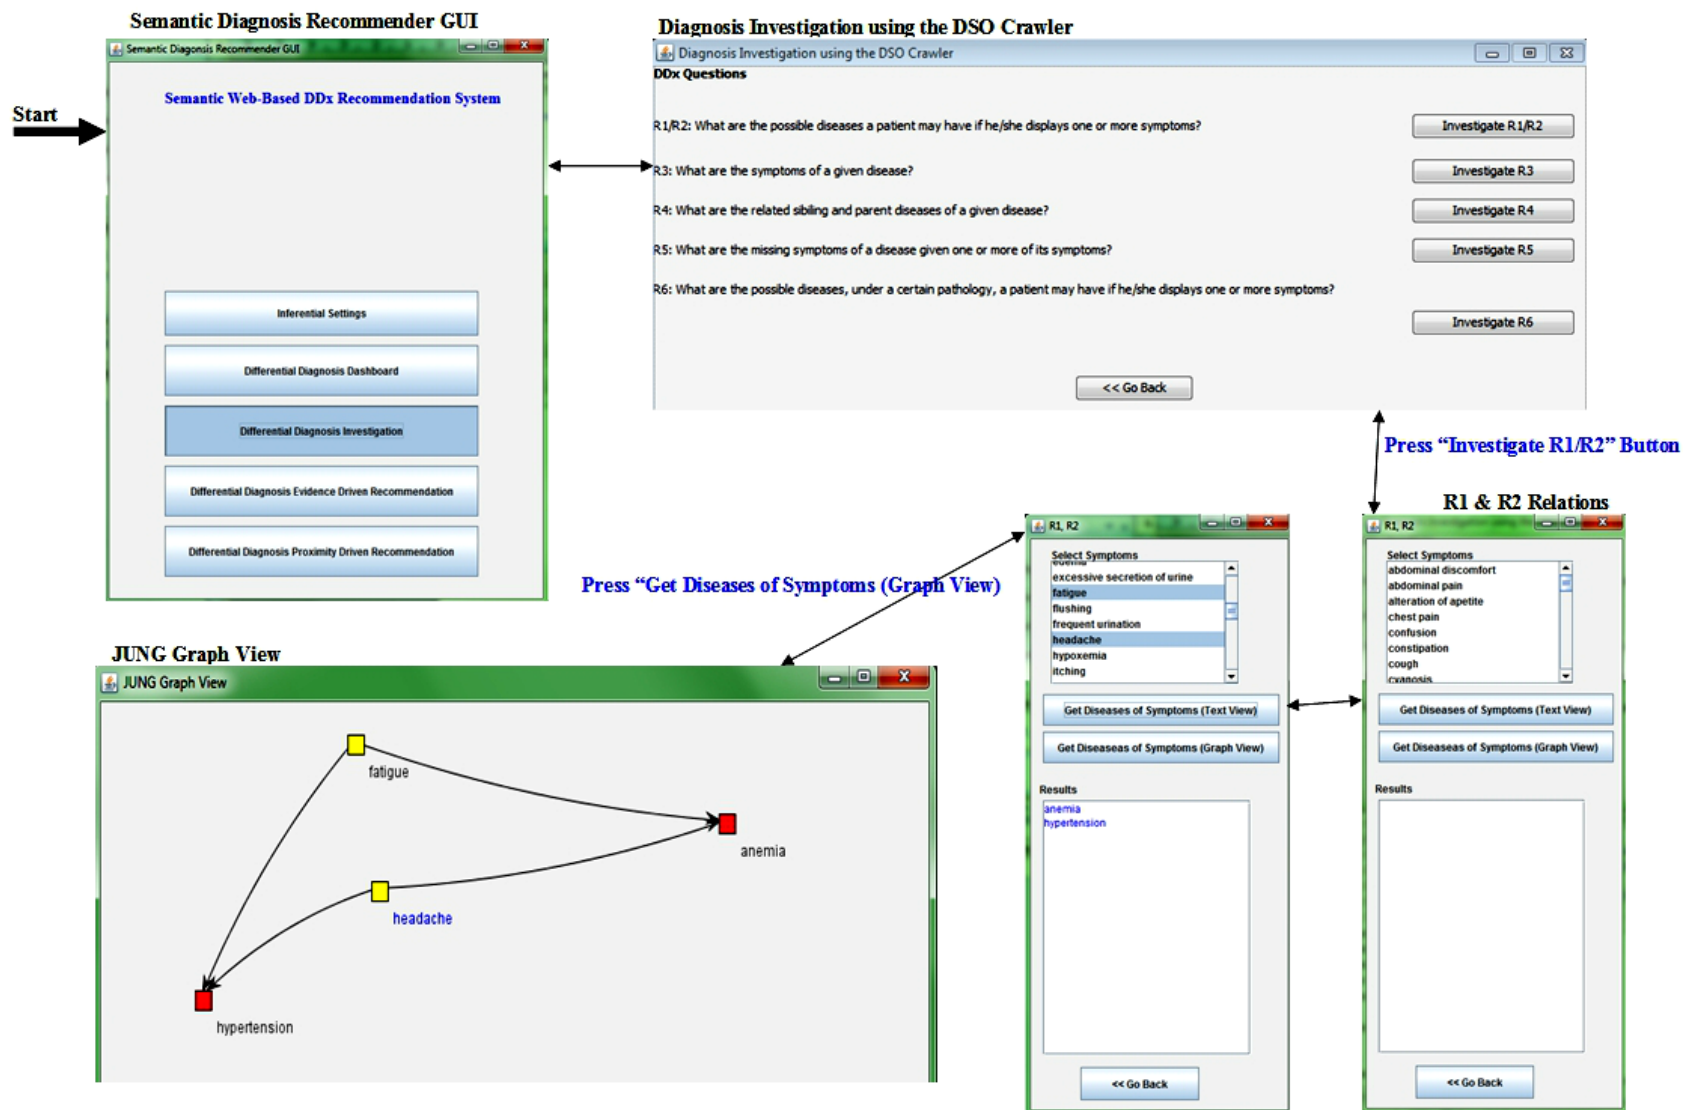 Semantic Diagnosis Recommender GUI
Semantic Diagonsis Recommender GUI
Semantic Web-Based DDx Recommendation System
Start
Inferential Settings
Differential Diagnosis Dashboard
Differential Diagnosis Investigation
Differential Diagnosis Evidence Driven Recommendation
Differential Diagnosis Proximity Driven Recommendation
Diagnosis Investigation using the DSO Crawler
Diagnosis Investigation using the DSO Crawler
DDx Questions
R1/R2: What are the possible diseases a patient may have if he/she displays one or more symptoms?
Investigate R1/R2
R3: What are the symptoms of a given disease?
Investigate R3
R4: What are the related sibiling and parent diseases of a given disease?
Investigate R4
R5: What are the missing symptoms of a disease given one or more of its symptoms?
Investigate R5
R6: What are the possible diseases, under a certain pathology, a patient may have if he/she displays one or more symptoms?
Investigate R6
<< Go Back
Press “Investigate R1/R2” Button
R1 & R2 Relations
R1, R2
Select Symptoms
abdominal discomfort
abdominal pain
alteration of apetite
chest pain
confusion
constipation
cough
cyanosis
Get Diseases of Symptoms (Text View)
Get Diseaseas of Symptoms (Graph View)
Results
<< Go Back
R1, R2
Select Symptoms
edema
excessive secretion of urine
fatigue
flushing
frequent urination
headache
hypoxemia
itching
Get Diseases of Symptoms (Text View)
Get Diseaseas of Symptoms (Graph View)
Results
anemia
hypertension
<< Go Back
Press “Get Diseases of Symptoms (Graph View)
JUNG Graph View
JUNG Graph View
fatigue
anemia
headache
hypertension